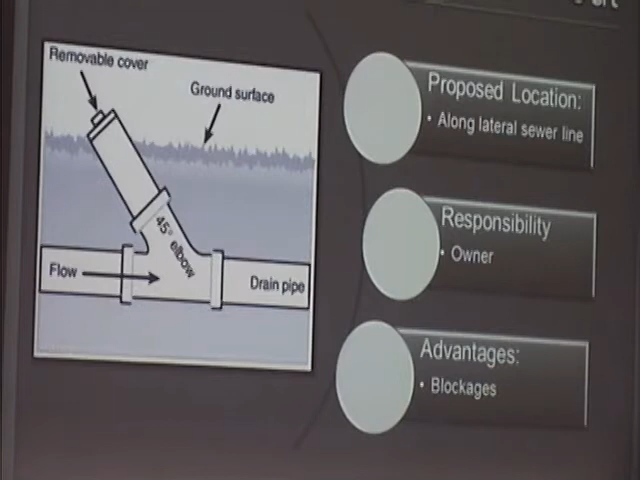 Removable cover
Ground surface
45° elbow
Flow
Drain pipe
Proposed Location:
• Along lateral sewer line
Responsibility
• Owner
Advantages:
• Blockages